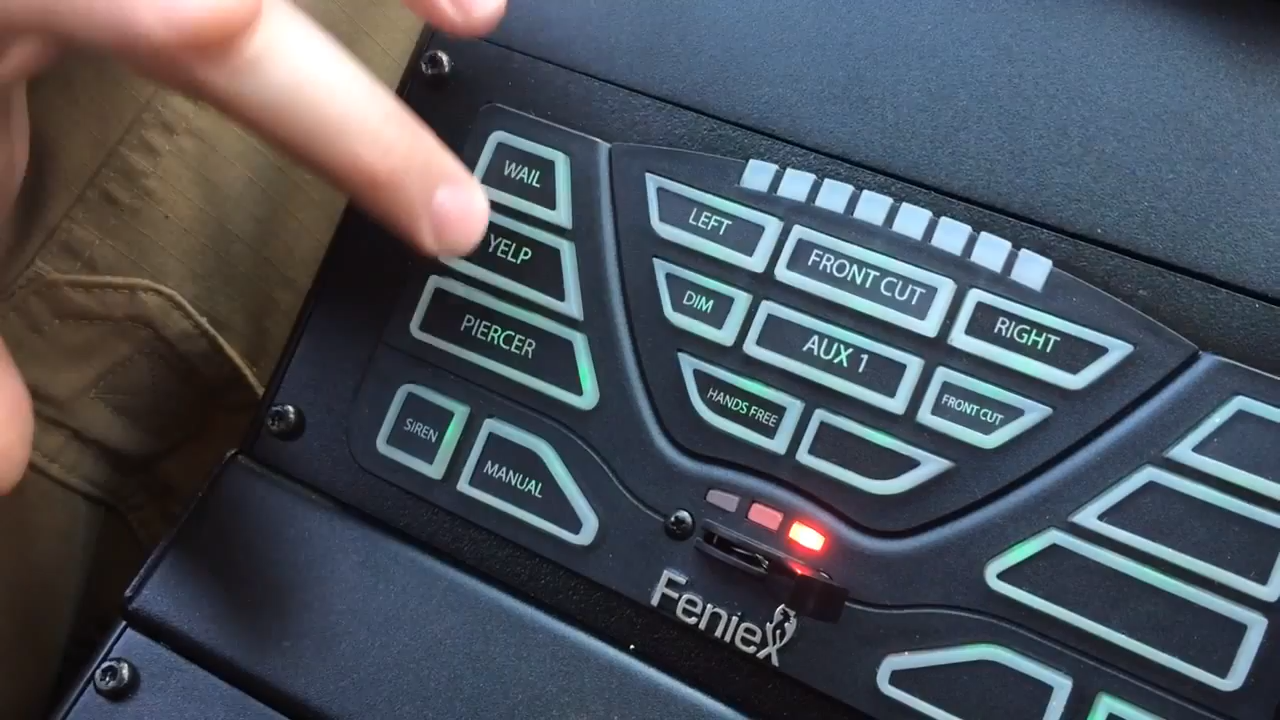 WAIL
YELP
PIERCER
SIREN
MANUAL
LEFT
FRONT CUT
RIGHT
DIM
AUX 1
HANDS FREE
FRONT CUT
Feniex